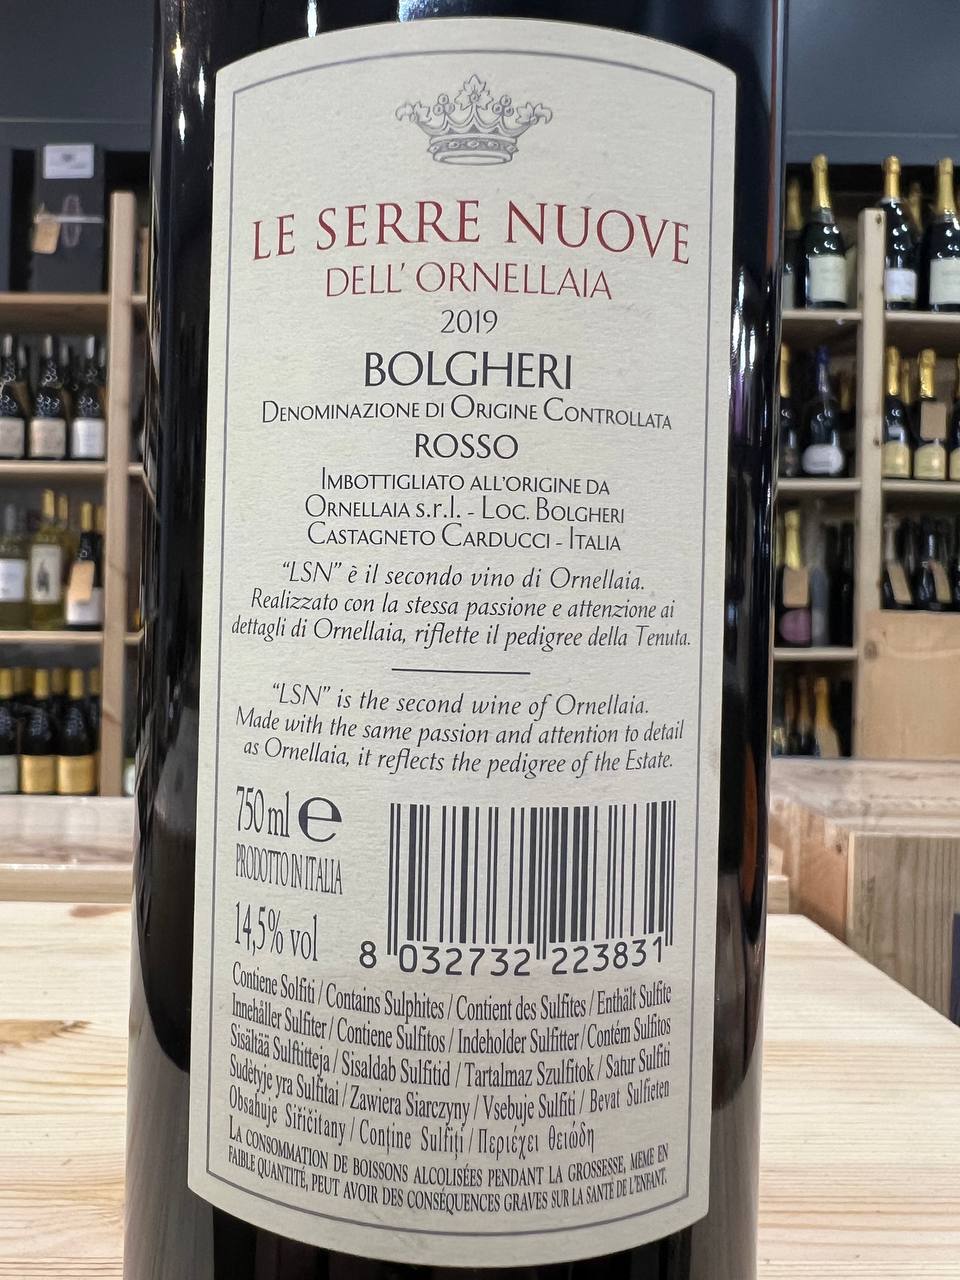 LE SERRE NUOVE
DELL' ORNELLAIA
2019
BOLGHERI
DENOMINAZIONE DI ORIGINE CONTROLLATA
ROSSO
IMBOTTIGLIATO ALL'ORIGINE DA
ORNELLAIA s.r.l. - LOC. BOLGHERI
CASTAGNETO CARDUCCI - ITALIA
“LSN” è il secondo vino di Ornellaia.
Realizzato con la stessa passione e attenzione ai
dettagli di Ornellaia, riflette il pedigree della Tenuta.
“LSN” is the second wine of Ornellaia.
Made with the same passion and attention to detail
as Ornellaia, it reflects the pedigree of the Estate.
750 ml e
PRODOTTO IN ITALIA
14,5% vol
8 032732 223831
Contiene Solfiti / Contains Sulphites / Contient des Sulfites / Enthält Sulfite
Innehåller Sulfiter / Contiene Sulfitos / Indeholder Sulfitter / Contém Sulfitos
Sisältää Sulfiitteja / Sisaldab Sulfitid / Tartalmaz Szulfitok / Satur Sulfiti
Sudėtyje yra Sulfitai / Zawiera Siarczyny / Vsebuje Sulfiti / Bevat Sulfieten
Obsahuje Siřičitany / Conţine Sulfiţi / Περιέχει θειώδη
LA CONSOMMATION DE BOISSONS ALCOLISÉES PENDANT LA GROSSESSE, MEME EN
FAIBLE QUANTITÉ, PEUT AVOIR DES CONSÉQUENCES GRAVES SUR LA SANTÉ DE L'ENFANT.